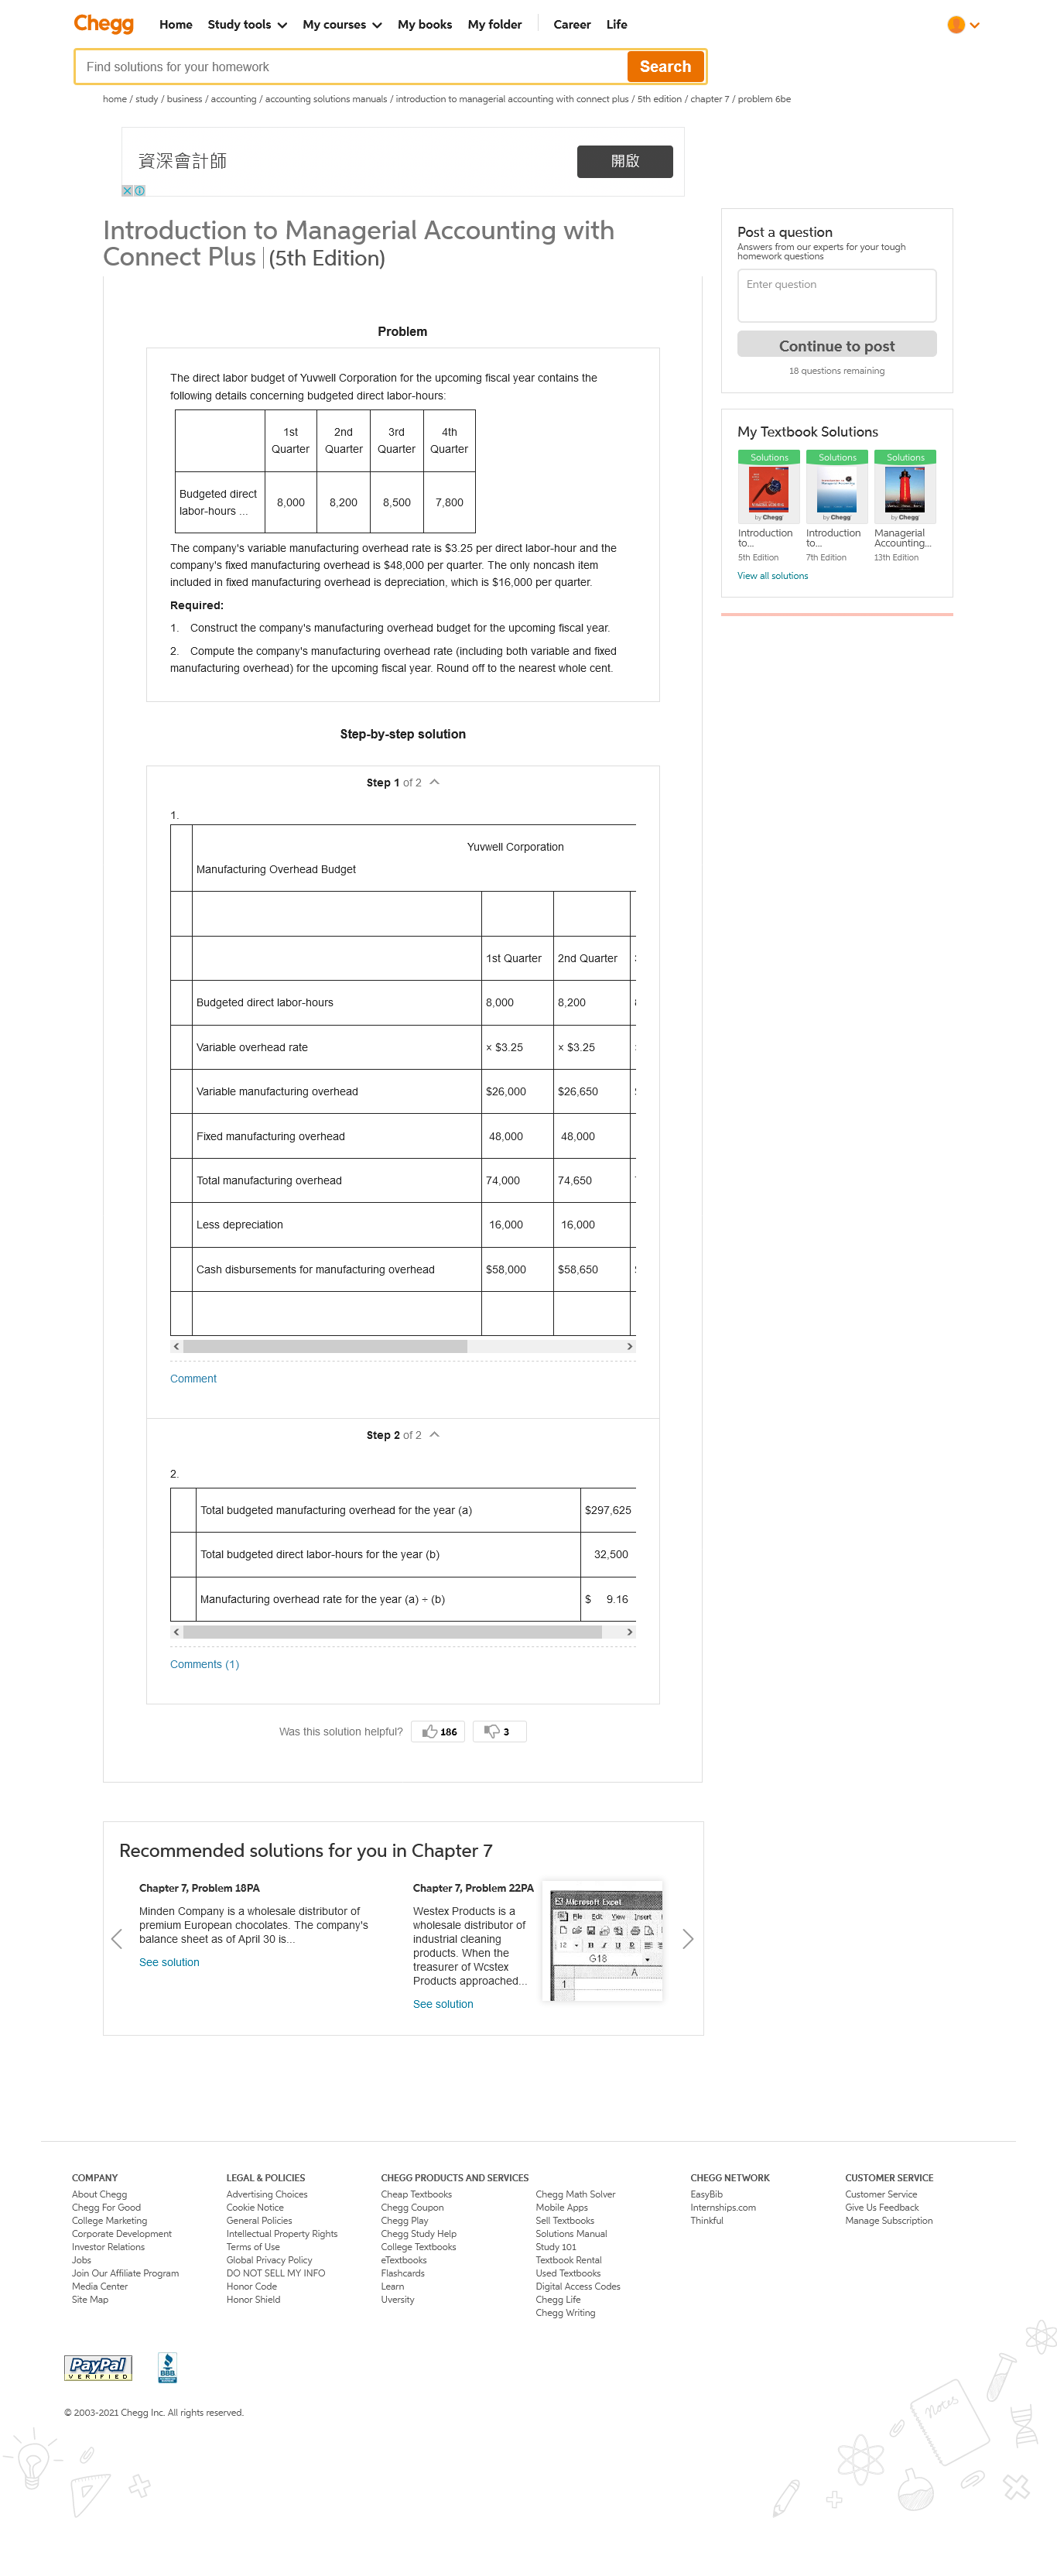 Chegg
Home Study tools My courses My books My folder Career Life
Find solutions for your homework
Search
home / study / business / accounting / accounting solutions manuals / introduction to managerial accounting with connect plus / 5th edition / chapter 7 / problem 6be
資深會計師
開啟
Introduction to Managerial Accounting with
Connect Plus (5th Edition)
Problem
The direct labor budget of Yuvwell Corporation for the upcoming fiscal year contains the
following details concerning budgeted direct labor-hours:
1st Quarter 2nd Quarter 3rd Quarter 4th Quarter
Budgeted direct labor-hours ... 8,000 8,200 8,500 7,800
The company's variable manufacturing overhead rate is $3.25 per direct labor-hour and the
company's fixed manufacturing overhead is $48,000 per quarter. The only noncash item
included in fixed manufacturing overhead is depreciation, which is $16,000 per quarter.
Required:
1. Construct the company's manufacturing overhead budget for the upcoming fiscal year.
2. Compute the company's manufacturing overhead rate (including both variable and fixed
manufacturing overhead) for the upcoming fiscal year. Round off to the nearest whole cent.
Step-by-step solution
Step 1 of 2
1.
Yuvwell Corporation
Manufacturing Overhead Budget
1st Quarter 2nd Quarter
Budgeted direct labor-hours 8,000 8,200
Variable overhead rate × $3.25 × $3.25
Variable manufacturing overhead $26,000 $26,650
Fixed manufacturing overhead 48,000 48,000
Total manufacturing overhead 74,000 74,650
Less depreciation 16,000 16,000
Cash disbursements for manufacturing overhead $58,000 $58,650
Comment
Step 2 of 2
2.
Total budgeted manufacturing overhead for the year (a) $297,625
Total budgeted direct labor-hours for the year (b) 32,500
Manufacturing overhead rate for the year (a) ÷ (b) $ 9.16
Comments (1)
Was this solution helpful? 186 3
Post a question
Answers from our experts for your tough
homework questions
Enter question
Continue to post
18 questions remaining
My Textbook Solutions
Solutions Solutions Solutions
by Chegg by Chegg by Chegg
Introduction to... Introduction to... Managerial Accounting...
5th Edition 7th Edition 13th Edition
View all solutions
Recommended solutions for you in Chapter 7
Chapter 7, Problem 18PA
Minden Company is a wholesale distributor of
premium European chocolates. The company's
balance sheet as of April 30 is...
See solution
Chapter 7, Problem 22PA
Westex Products is a
wholesale distributor of
industrial cleaning
products. When the
treasurer of Wcstex
Products approached...
See solution
Microsoft Excel
File Edit View Insert
12 B I U
G18
A
1
COMPANY
About Chegg
Chegg For Good
College Marketing
Corporate Development
Investor Relations
Jobs
Join Our Affiliate Program
Media Center
Site Map
LEGAL & POLICIES
Advertising Choices
Cookie Notice
General Policies
Intellectual Property Rights
Terms of Use
Global Privacy Policy
DO NOT SELL MY INFO
Honor Code
Honor Shield
CHEGG PRODUCTS AND SERVICES
Cheap Textbooks
Chegg Coupon
Chegg Play
Chegg Study Help
College Textbooks
eTextbooks
Flashcards
Learn
Uversity
Chegg Math Solver
Mobile Apps
Sell Textbooks
Solutions Manual
Study 101
Textbook Rental
Used Textbooks
Digital Access Codes
Chegg Life
Chegg Writing
CHEGG NETWORK
EasyBib
Internships.com
Thinkful
CUSTOMER SERVICE
Customer Service
Give Us Feedback
Manage Subscription
PayPal
VERIFIED
BBB
© 2003-2021 Chegg Inc. All rights reserved.
Notes